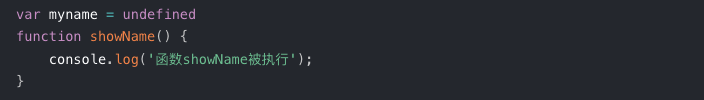 var myname = undefined
function showName() {
    console.log('函数showName被执行');
}